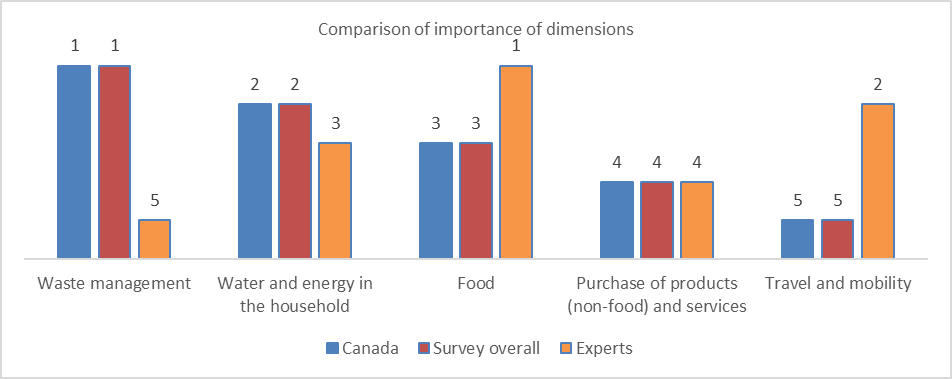 Comparison of importance of dimensions
1 1 5
2 2 3
3 3 1
4 4 4
5 5 2
Waste management
Water and energy in
the household
Food
Purchase of products
(non-food) and services
Travel and mobility
Canada
Survey overall
Experts